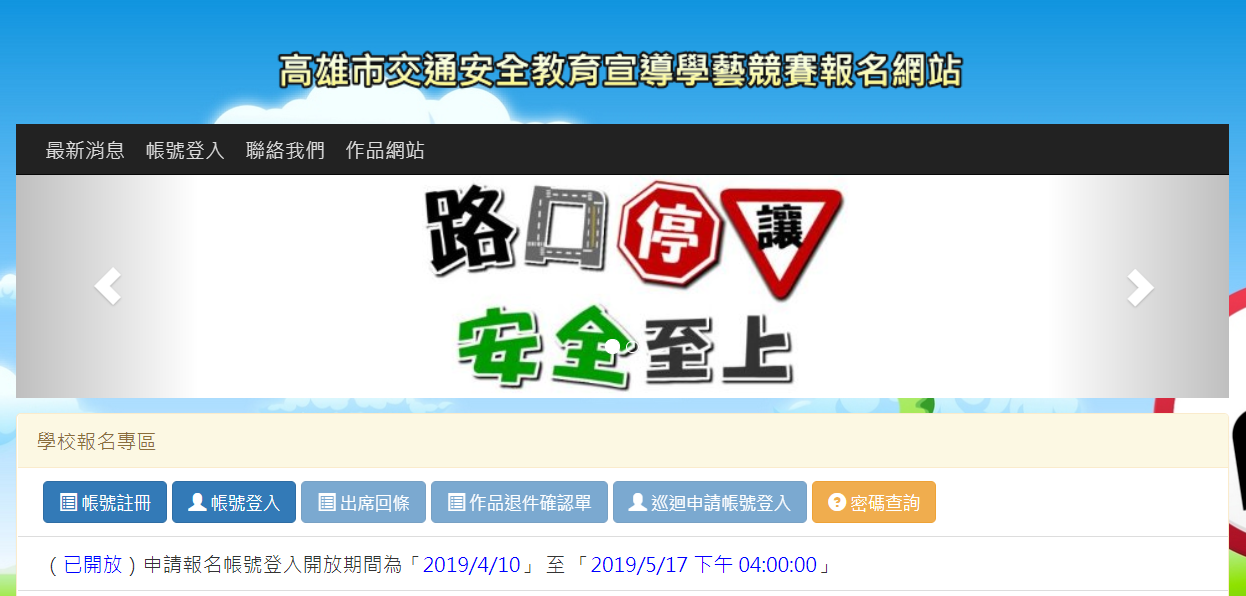 高雄市交通安全教育宣導學藝競賽報名網站
最新消息 帳號登入 聯絡我們 作品網站
路口停讓
安全至上
學校報名專區
帳號註冊 帳號登入 出席回條 作品退件確認單 巡迴申請帳號登入 密碼查詢
（已開放）申請報名帳號登入開放期間為「2019/4/10」 至 「2019/5/17 下午 04:00:00」